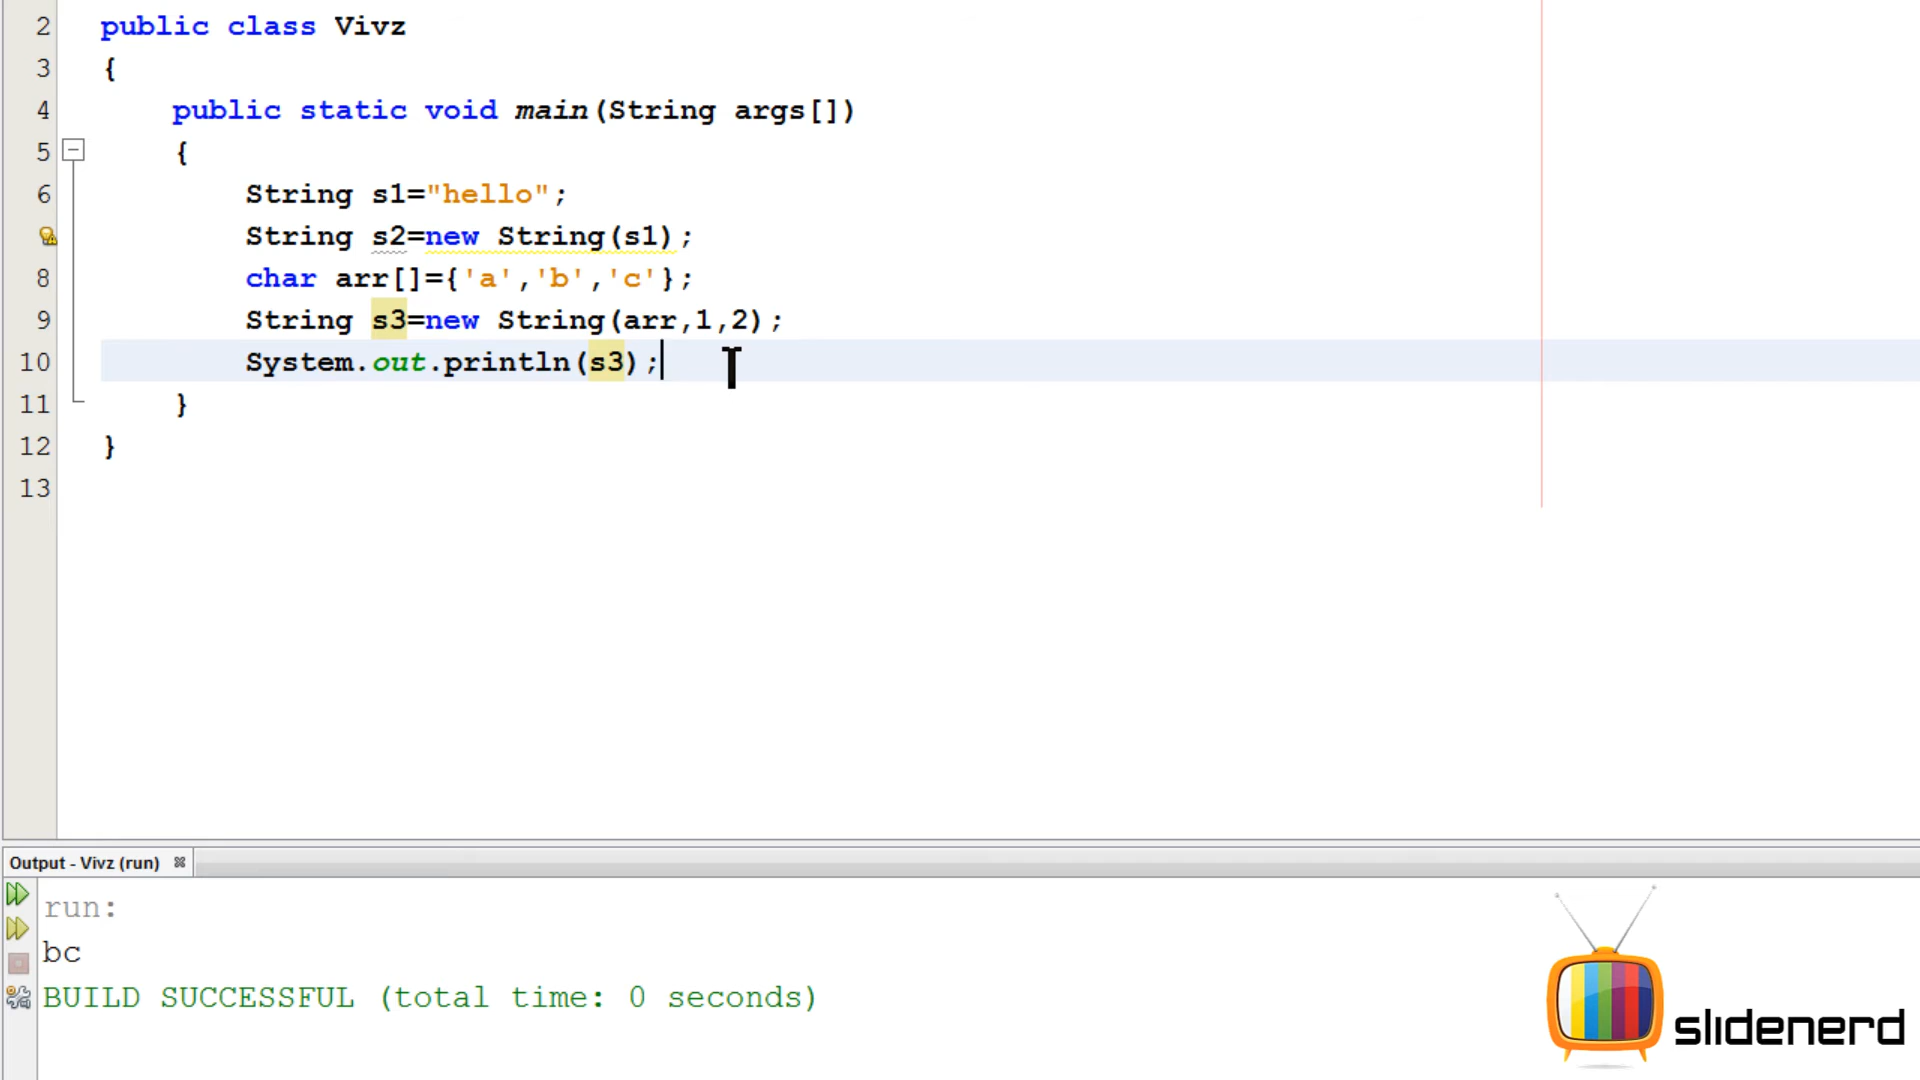 2 public class Vivz
3 {
4 public static void main(String args[])
5 {
6 String s1="hello";
String s2=new String(s1);
8 char arr[]={'a','b','c'};
9 String s3=new String(arr,1,2);
10 System.out.println(s3);
11 }
12 }
13
Output - Vivz (run)
run:
bc
BUILD SUCCESSFUL (total time: 0 seconds)
slidenerd